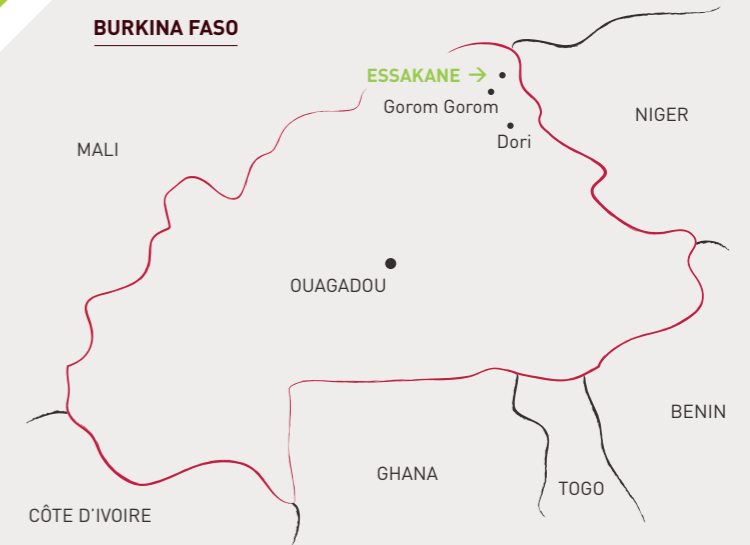 BURKINA FASO
ESSAKANE →
Gorom Gorom
NIGER
Dori
MALI
OUAGADOU
BENIN
GHANA
TOGO
CÔTE D'IVOIRE